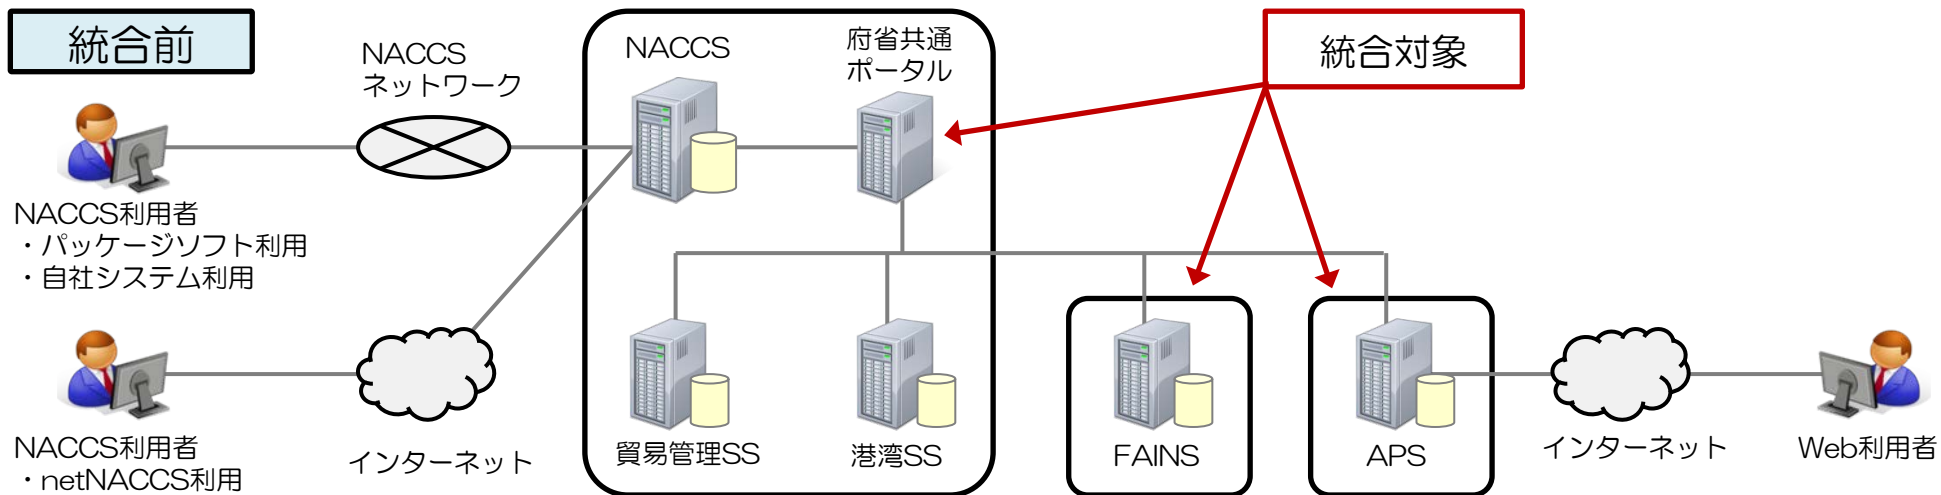 統合前
NACCS
ネットワーク
NACCS
府省共通
ポータル
統合対象
NACCS利用者
・パッケージソフト利用
・自社システム利用
NACCS利用者
・netNACCS利用
インターネット
貿易管理SS
港湾SS
FAINS
APS
インターネット
Web利用者